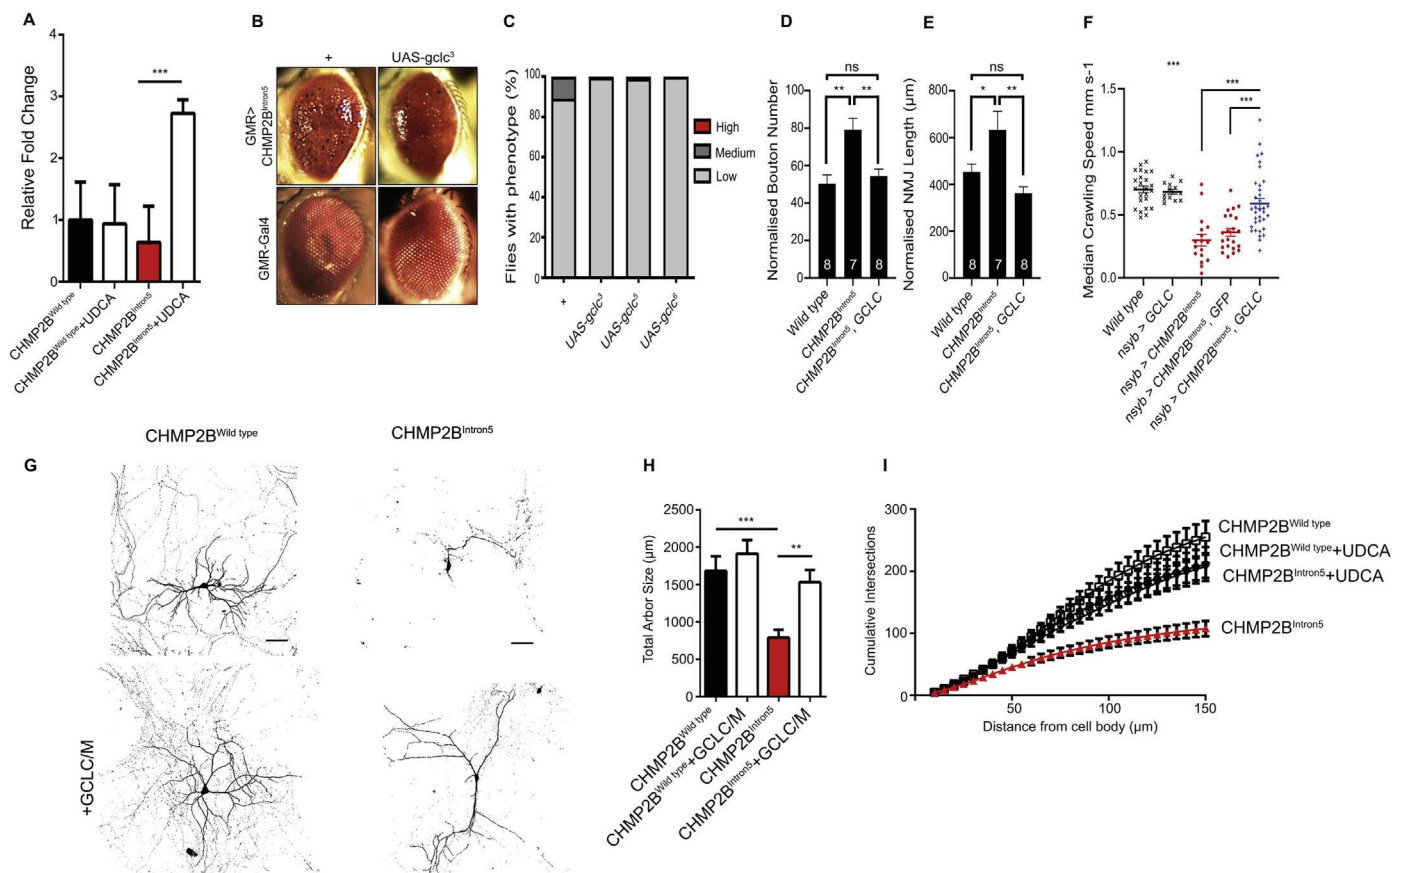 A
Relative Fold Change
4
3
2
1
0
***
CHMP2B^Wild type
CHMP2B^Wild type+UDCA
CHMP2B^Intron5
CHMP2B^Intron5+UDCA
B
+
UAS-gclc³
GMR>
CHMP2B^Intron5
GMR-Gal4
C
Flies with phenotype (%)
100
80
60
40
20
0
+
UAS-gclc³
UAS-gclc⁵
UAS-gclc⁶
High
Medium
Low
D
Normalised Bouton Number
100
80
60
40
20
0
ns
**
**
8
7
8
Wild type
CHMP2B^Intron5
CHMP2B^Intron5, GCLC
E
Normalised NMJ Length (μm)
800
600
400
200
0
ns
*
**
8
7
8
Wild type
CHMP2B^Intron5
CHMP2B^Intron5, GCLC
F
Median Crawling Speed mm s-1
1.5
1.0
0.5
0.0
***
***
***
Wild type
nsyb > GCLC
nsyb > CHMP2B^Intron5
nsyb > CHMP2B^Intron5, GFP
nsyb > CHMP2B^Intron5, GCLC
G
CHMP2B^Wild type
CHMP2B^Intron5
+GCLC/M
H
Total Arbor Size (μm)
2500
2000
1500
1000
500
0
***
**
CHMP2B^Wild type
CHMP2B^Wild type+GCLC/M
CHMP2B^Intron5
CHMP2B^Intron5+GCLC/M
I
Cumulative Intersections
300
200
100
0
50
100
150
Distance from cell body (μm)
CHMP2B^Wild type
CHMP2B^Wild type+UDCA
CHMP2B^Intron5+UDCA
CHMP2B^Intron5